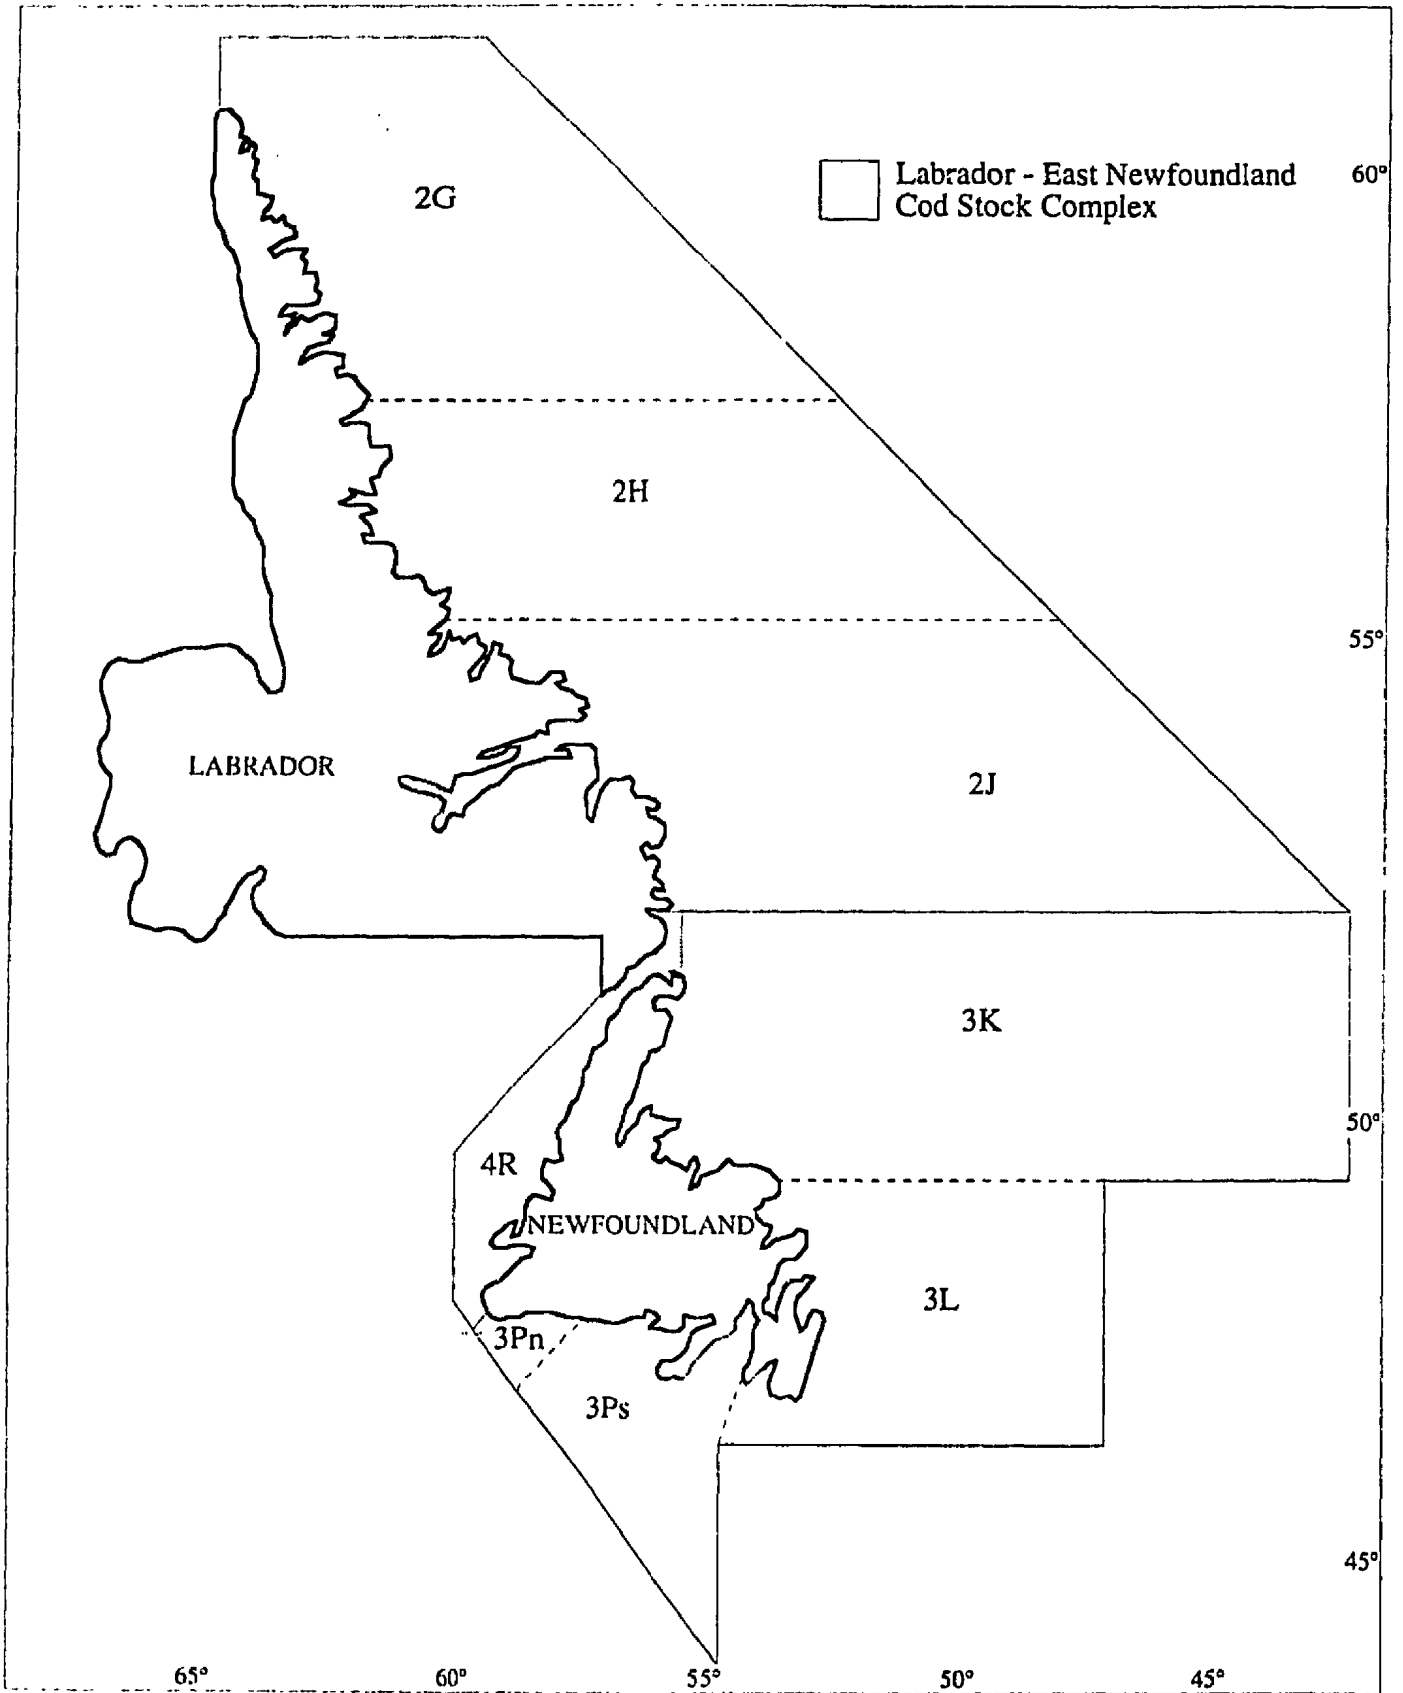 2G
Labrador - East Newfoundland
Cod Stock Complex
60°
2H
55°
LABRADOR
2J
3K
50°
4R
NEWFOUNDLAND
3L
3Pn
3Ps
45°
65°
60°
55°
50°
45°